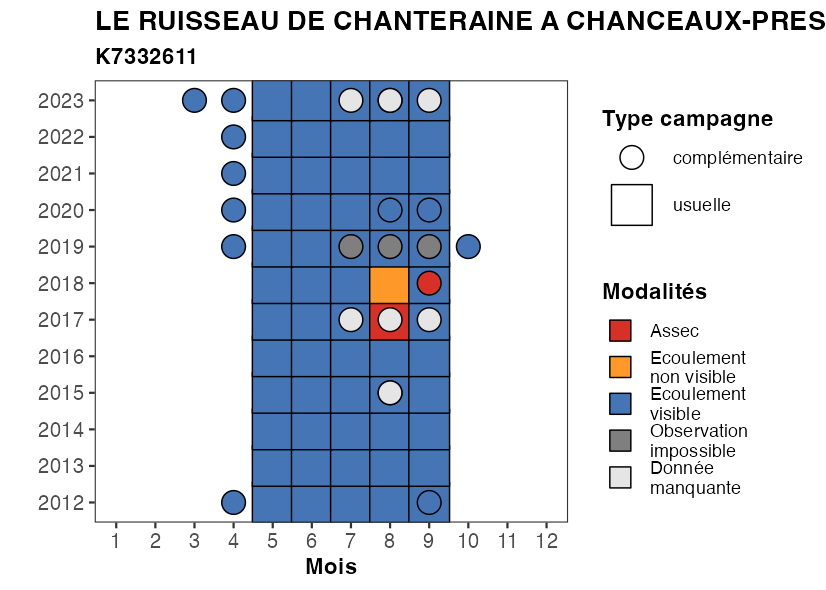 LE RUISSEAU DE CHANTERAINE A CHANCEAUX-PRES
K7332611
2023
2022
2021
2020
2019
2018
2017
2016
2015
2014
2013
2012
1 2 3 4 5 6 7 8 9 10 11 12
Mois
Type campagne
complémentaire
usuelle
Modalités
Assec
Ecoulement
non visible
Ecoulement
visible
Observation
impossible
Donnée
manquante